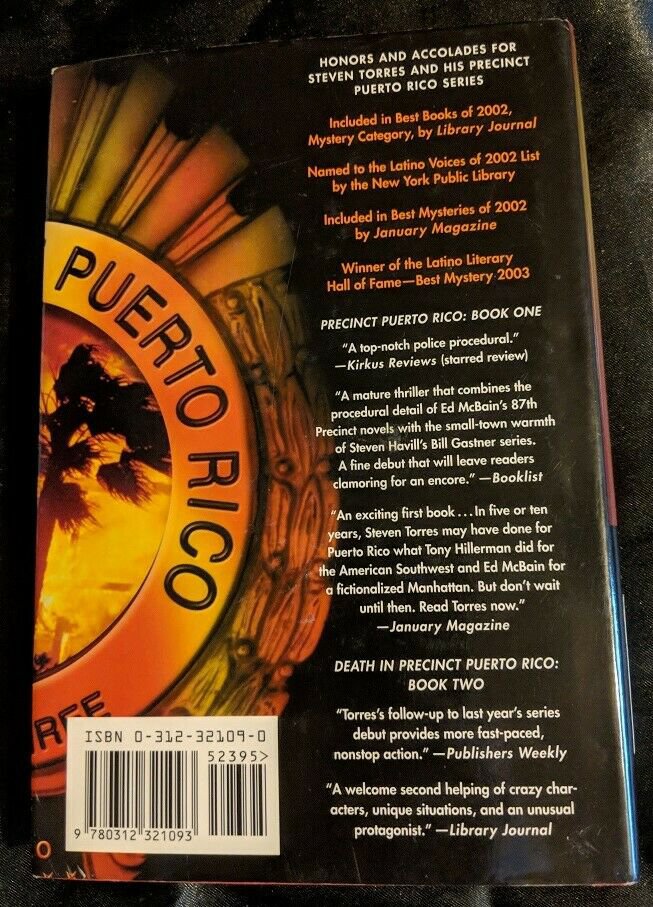 HONORS AND ACCOLADES FOR
STEVEN TORRES AND HIS PRECINCT
PUERTO RICO SERIES
Included in Best Books of 2002,
Mystery Category, by Library Journal
Named to the Latino Voices of 2002 List
by the New York Public Library
Included in Best Mysteries of 2002
by January Magazine
Winner of the Latino Literary
Hall of Fame—Best Mystery 2003
PRECINCT PUERTO RICO: BOOK ONE
“A top-notch police procedural.”
—Kirkus Reviews (starred review)
“A mature thriller that combines the
procedural detail of Ed McBain’s 87th
Precinct novels with the small-town warmth
of Steven Havill’s Bill Gastner series.
A fine debut that will leave readers
clamoring for an encore.” —Booklist
“An exciting first book...In five or ten
years, Steven Torres may have done for
Puerto Rico what Tony Hillerman did for
the American Southwest and Ed McBain for
a fictionalized Manhattan. But don’t wait
until then. Read Torres now.”
—January Magazine
DEATH IN PRECINCT PUERTO RICO:
BOOK TWO
“Torres’s follow-up to last year’s series
debut provides more fast-paced,
nonstop action.” —Publishers Weekly
“A welcome second helping of crazy char-
acters, unique situations, and an unusual
protagonist.” —Library Journal
PUERTO RICO
REE
O
ISBN 0-312-32109-0
52395>
9 780312 321093